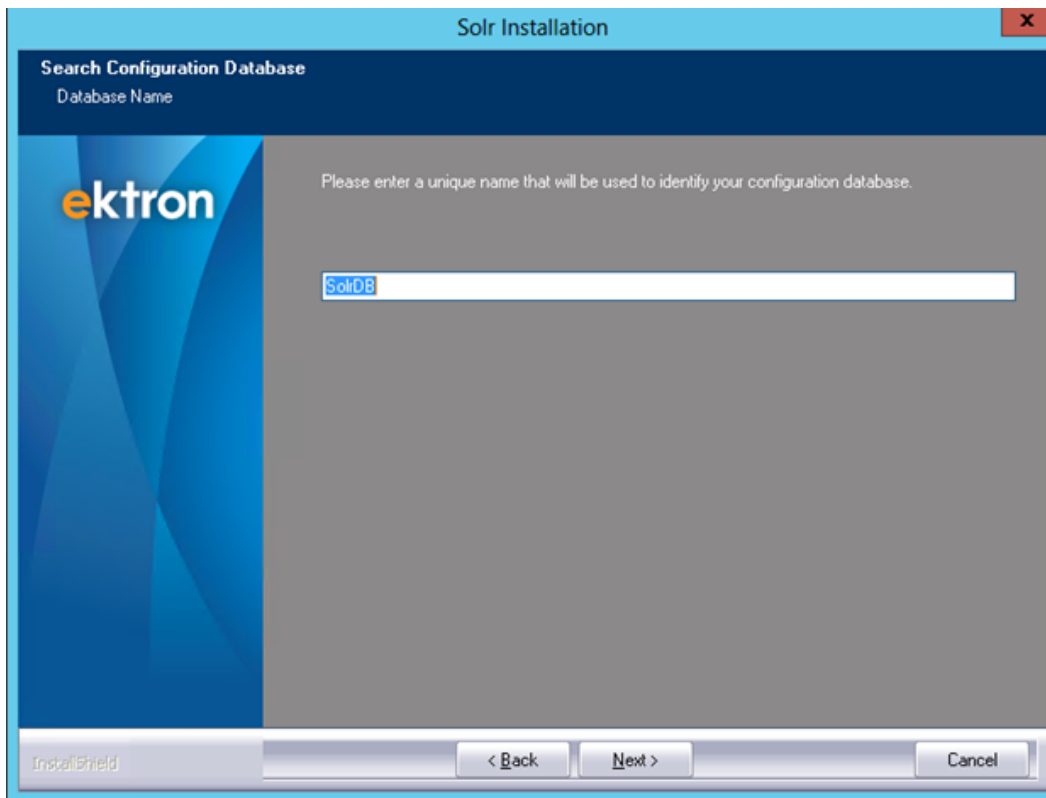 Solr Installation
x
Search Configuration Database
Database Name
ektron
Please enter a unique name that will be used to identify your configuration database.
SolrDB
InstallShield
< Back
Next >
Cancel